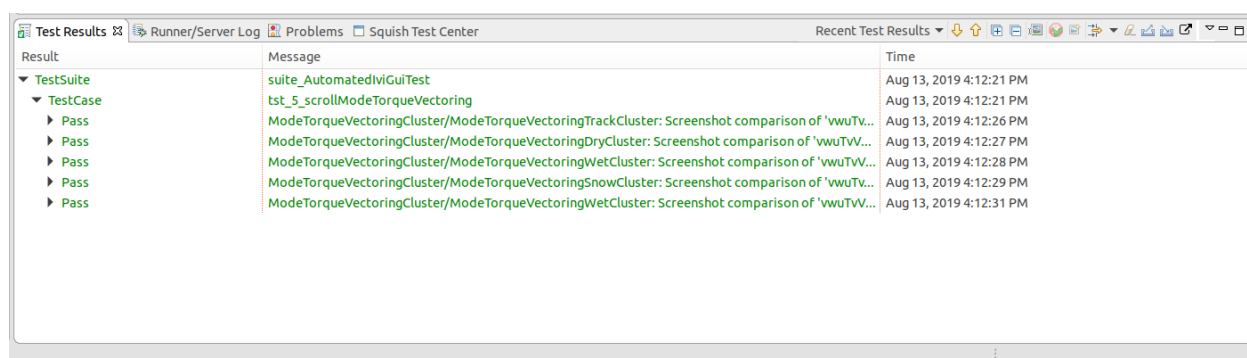 Test Results Runner/Server Log Problems Squish Test Center Recent Test Results
Result Message Time
TestSuite suite_AutomatedIviGuiTest Aug 13, 2019 4:12:21 PM
TestCase tst_5_scrollModeTorqueVectoring Aug 13, 2019 4:12:21 PM
Pass ModeTorqueVectoringCluster/ModeTorqueVectoringTrackCluster: Screenshot comparison of 'vwuTv... Aug 13, 2019 4:12:26 PM
Pass ModeTorqueVectoringCluster/ModeTorqueVectoringDryCluster: Screenshot comparison of 'vwuTvV... Aug 13, 2019 4:12:27 PM
Pass ModeTorqueVectoringCluster/ModeTorqueVectoringWetCluster: Screenshot comparison of 'vwuTvV... Aug 13, 2019 4:12:28 PM
Pass ModeTorqueVectoringCluster/ModeTorqueVectoringSnowCluster: Screenshot comparison of 'vwuTv... Aug 13, 2019 4:12:29 PM
Pass ModeTorqueVectoringCluster/ModeTorqueVectoringWetCluster: Screenshot comparison of 'vwuTvV... Aug 13, 2019 4:12:31 PM